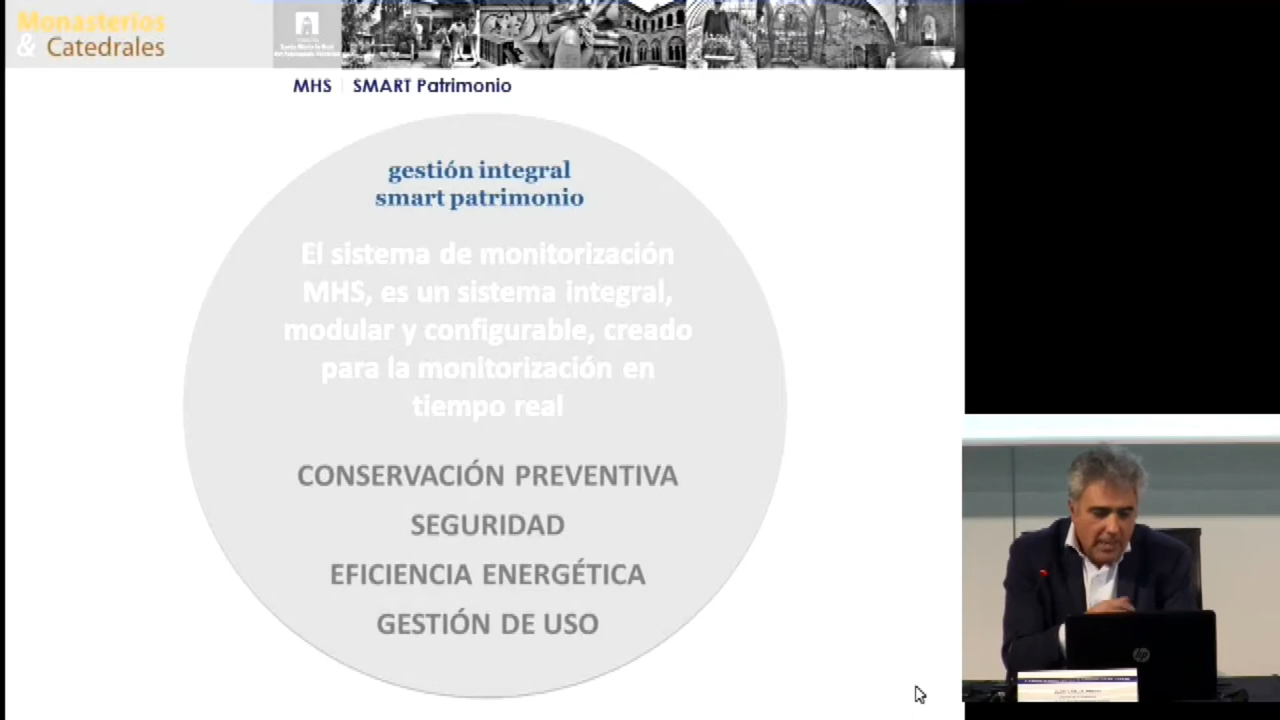 Monasterios
& Catedrales
MHS SMART Patrimonio
gestión integral
smart patrimonio
El sistema de monitorización
MHS, es un sistema integral,
modular y configurable, creado
para la monitorización en
tiempo real
CONSERVACIÓN PREVENTIVA
SEGURIDAD
EFICIENCIA ENERGÉTICA
GESTIÓN DE USO
hp